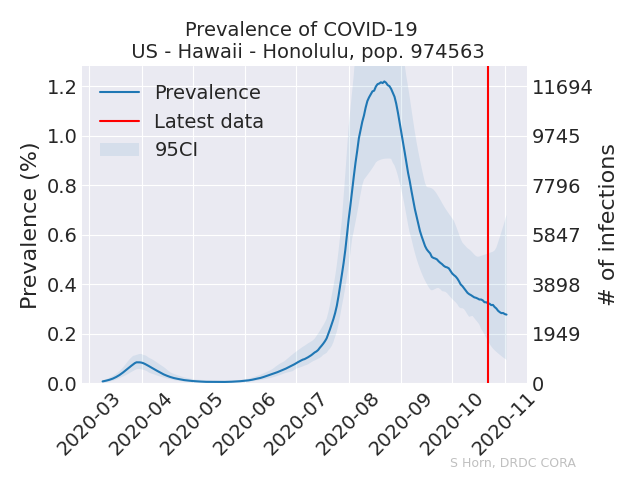 Prevalence of COVID-19
US - Hawaii - Honolulu, pop. 974563
Prevalence
Latest data
95CI
Prevalence (%)
1.2
1.0
0.8
0.6
0.4
0.2
0.0
11694
9745
7796
5847
3898
1949
0
# of infections
2020-03
2020-04
2020-05
2020-06
2020-07
2020-08
2020-09
2020-10
2020-11
S Horn, DRDC CORA